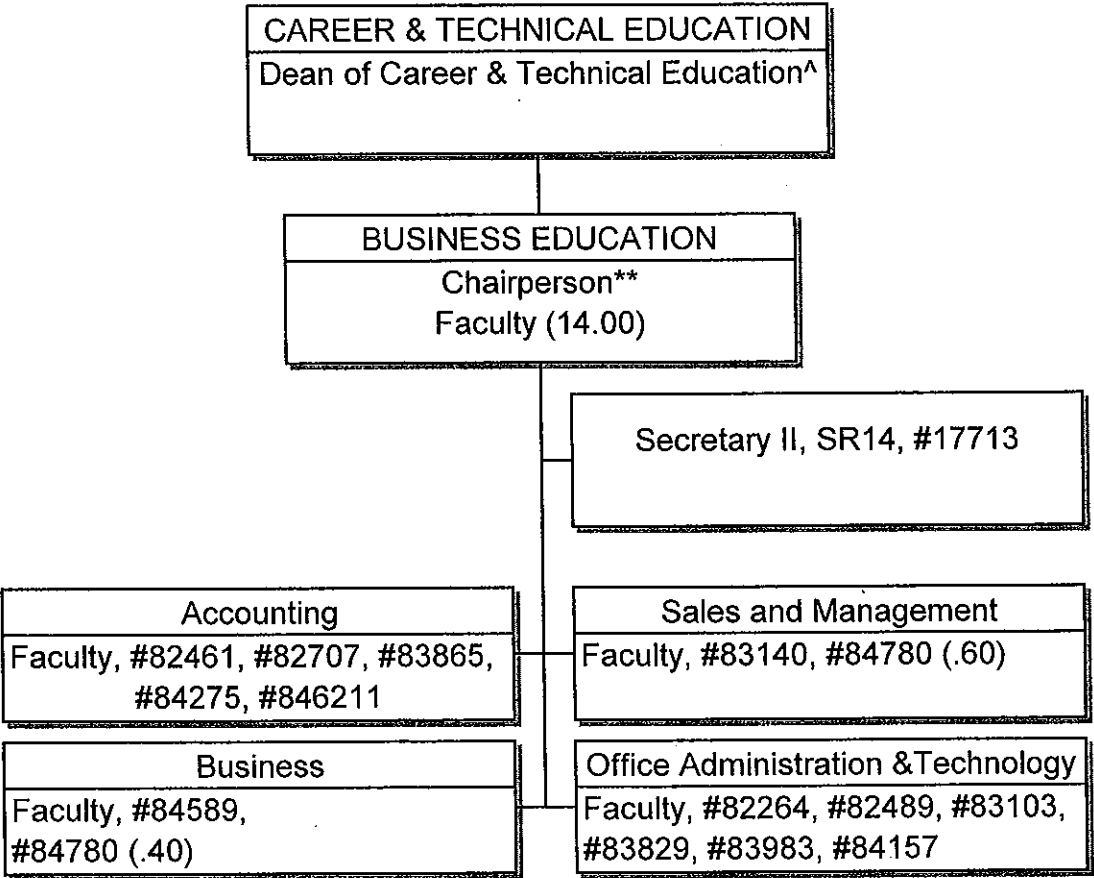 CAREER & TECHNICAL EDUCATION
Dean of Career & Technical Education^
BUSINESS EDUCATION
Chairperson**
Faculty (14.00)
Secretary II, SR14, #17713
Accounting
Faculty, #82461, #82707, #83865,
#84275, #846211
Sales and Management
Faculty, #83140, #84780 (.60)
Business
Faculty, #84589,
#84780 (.40)
Office Administration &Technology
Faculty, #82264, #82489, #83103,
#83829, #83983, #84157